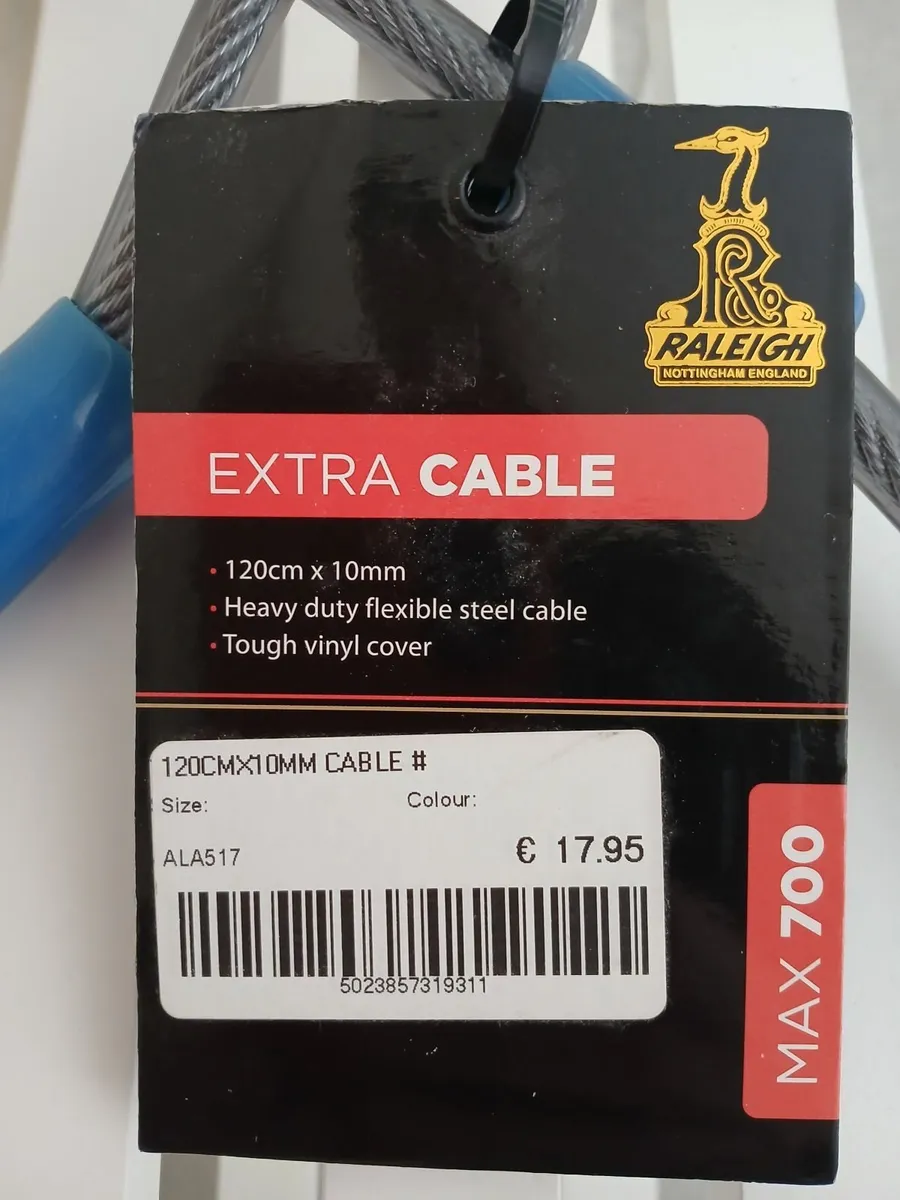 RALEIGH
NOTTINGHAM ENGLAND
EXTRA CABLE
• 120cm x 10mm
• Heavy duty flexible steel cable
• Tough vinyl cover
120CMX10MM CABLE #
Size: Colour:
ALA517 € 17.95
5023857319311
MAX 700